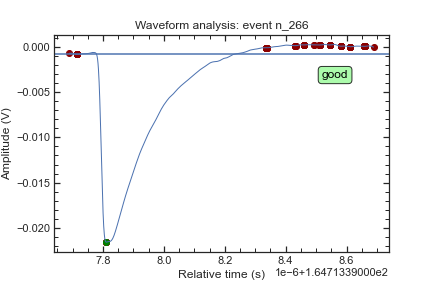 Waveform analysis: event n_266
0.000
−0.005
−0.010
−0.015
−0.020
Amplitude (V)
good
7.8
8.0
8.2
8.4
8.6
Relative time (s)
1e−6+1.6471339000e2